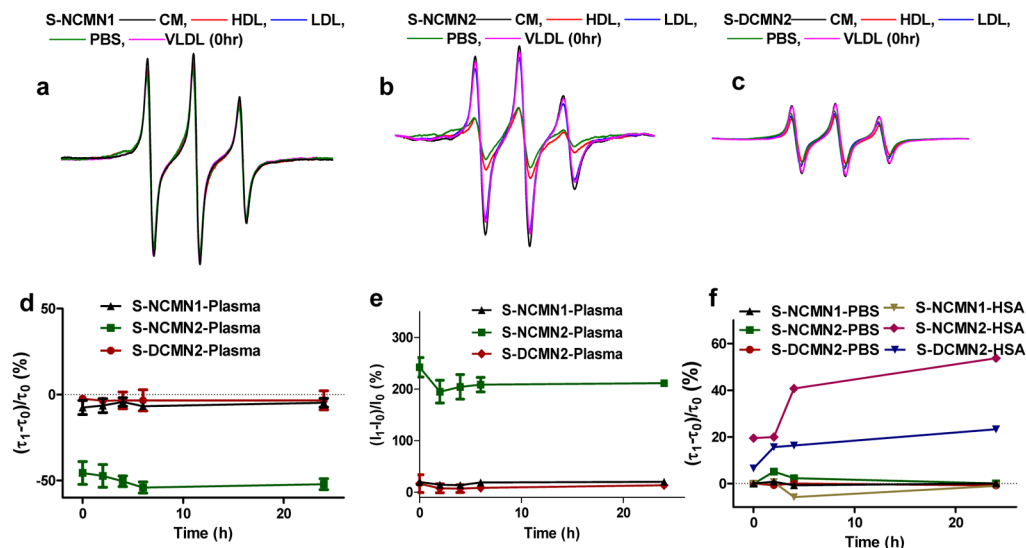 S-NCMN1 — CM, — HDL, — LDL,
— PBS, — VLDL (0hr)
a
S-NCMN2 — CM, — HDL, — LDL,
— PBS, — VLDL (0hr)
b
S-DCMN2 — CM, — HDL, — LDL,
— PBS, — VLDL (0hr)
c
d
S-NCMN1-Plasma
S-NCMN2-Plasma
S-DCMN2-Plasma
(τ1-τ0)/τ0 (%)
50
0
-50
0
20
Time (h)
e
S-NCMN1-Plasma
S-NCMN2-Plasma
S-DCMN2-Plasma
(I1-I0)/I0 (%)
300
200
100
0
0
10
20
Time (h)
f
S-NCMN1-PBS
S-NCMN2-PBS
S-DCMN2-PBS
S-NCMN1-HSA
S-NCMN2-HSA
S-DCMN2-HSA
(τ1-τ0)/τ0 (%)
60
40
20
0
0
10
20
Time (h)